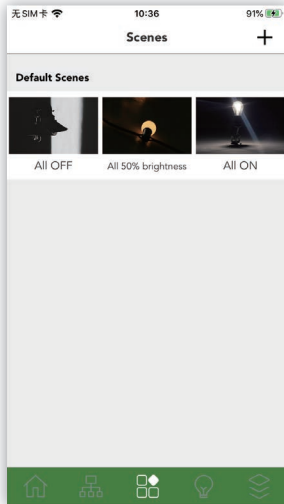 无SIM卡 10:36 91%
Scenes +
Default Scenes
All OFF All 50% brightness All ON